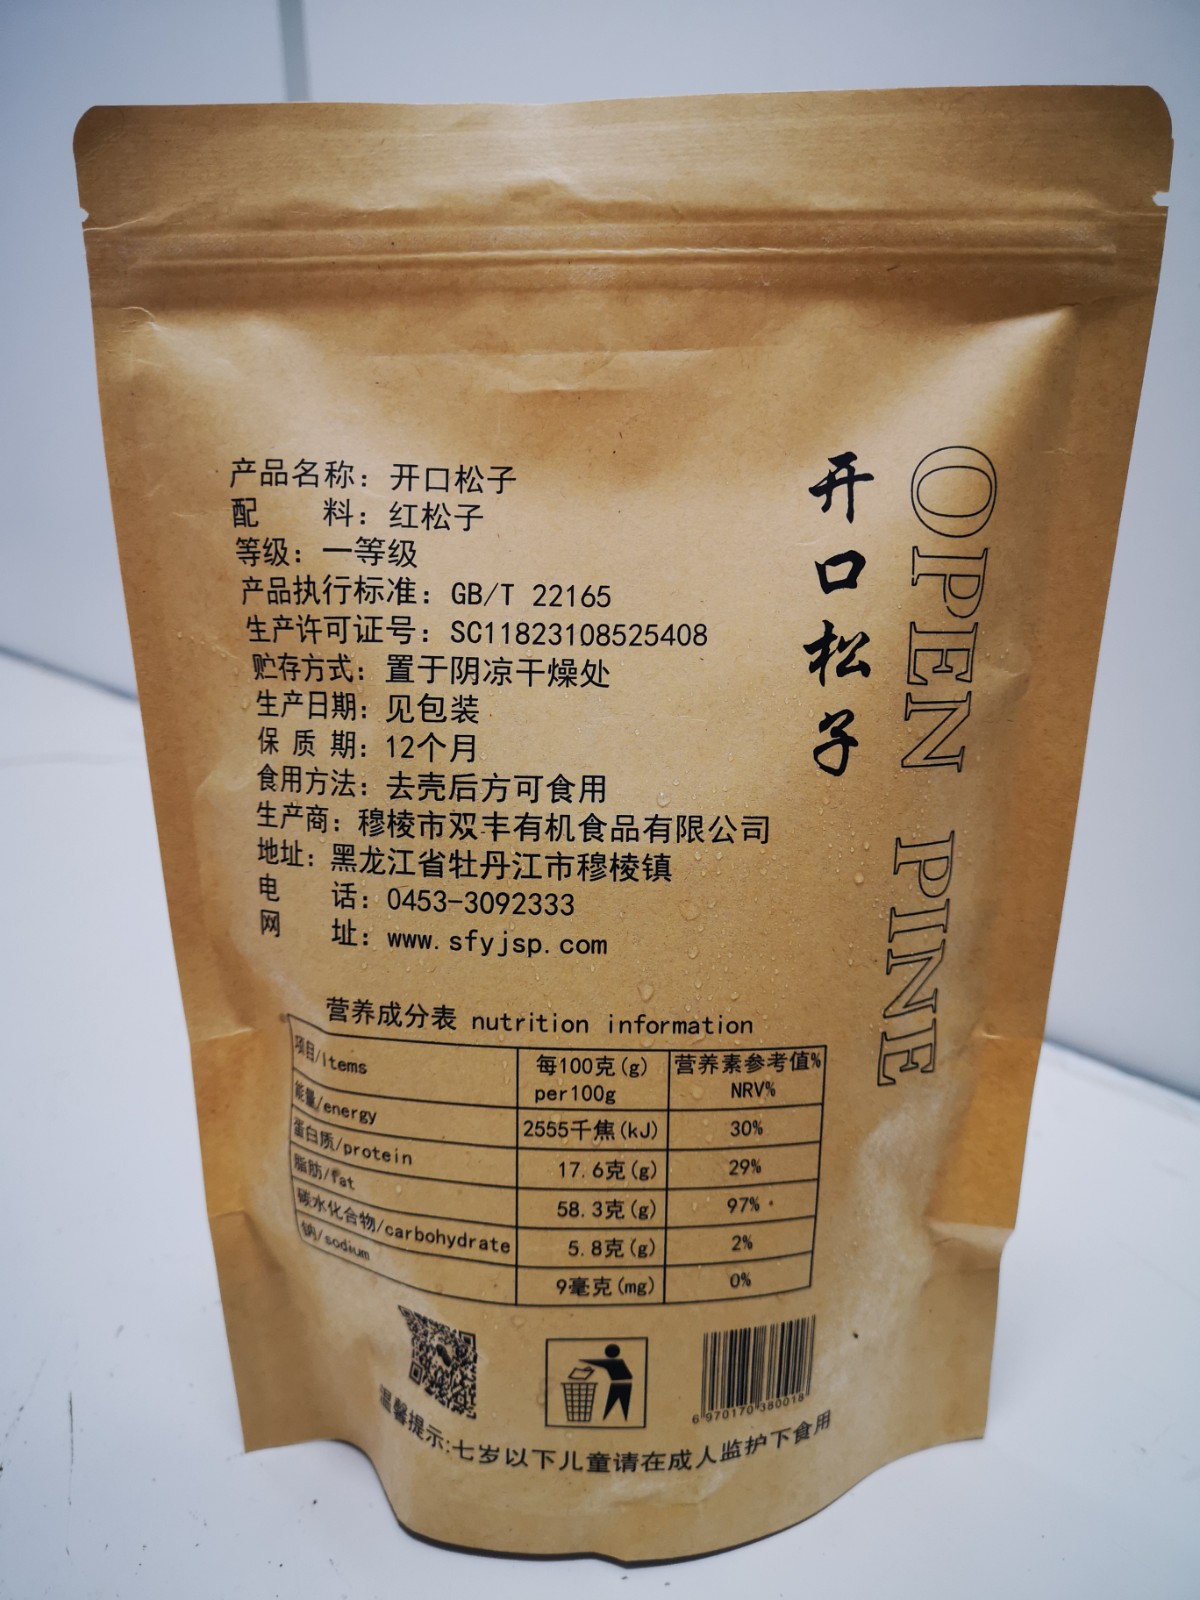 产品名称：开口松子
配　　料：红松子
等级：一等级
产品执行标准：GB/T 22165
生产许可证号：SC11823108525408
贮存方式：置于阴凉干燥处
生产日期：见包装
保 质 期：12个月
食用方法：去壳后方可食用
生产商：穆棱市双丰有机食品有限公司
地址：黑龙江省牡丹江市穆棱镇
电　　话：0453-3092333
网　　址：www.sfyjsp.com
开口松子
OPEN PINE
营养成分表 nutrition information
项目/Items 每100克(g) per100g 营养素参考值% NRV%
能量/energy 2555千焦(kJ) 30%
蛋白质/protein 17.6克(g) 29%
脂肪/fat 58.3克(g) 97%
碳水化合物/carbohydrate 5.8克(g) 2%
钠/sodium 9毫克(mg) 0%
6 970170 380018
温馨提示:七岁以下儿童请在成人监护下食用